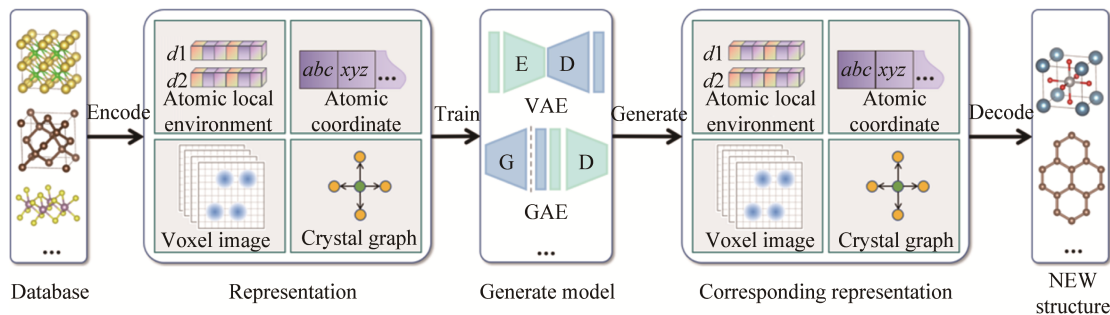 Encode
d1
d2
Atomic local
environment
abc xyz ...
Atomic
coordinate
Voxel image
Crystal graph
Train
E D
VAE
G D
GAE
...
Generate
d1
d2
Atomic local
environment
abc xyz ...
Atomic
coordinate
Voxel image
Crystal graph
Decode
...
...
Database
Representation
Generate model
Corresponding representation
NEW
structure